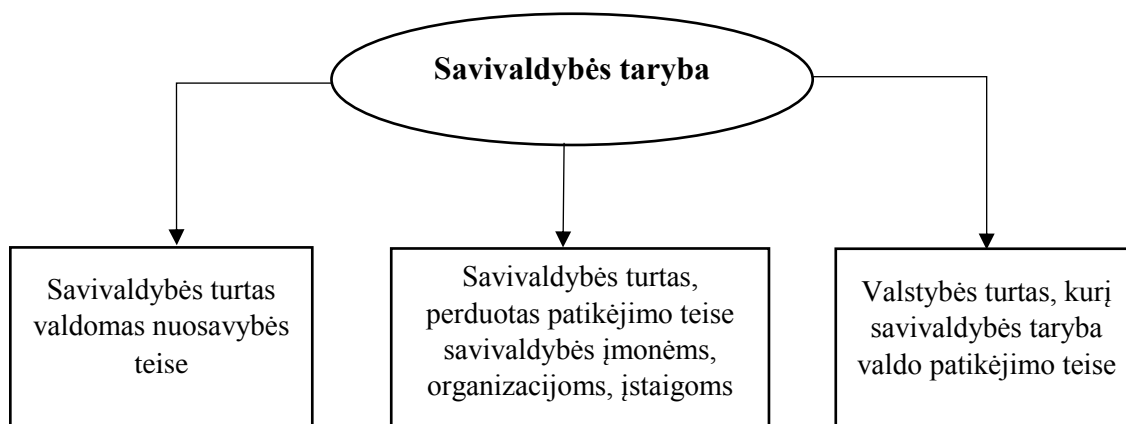 Savivaldybės taryba
Savivaldybės turtas
valdomas nuosavybės
teise
Savivaldybės turtas,
perduotas patikėjimo teise
savivaldybės įmonėms,
organizacijoms, įstaigoms
Valstybės turtas, kurį
savivaldybės taryba
valdo patikėjimo teise